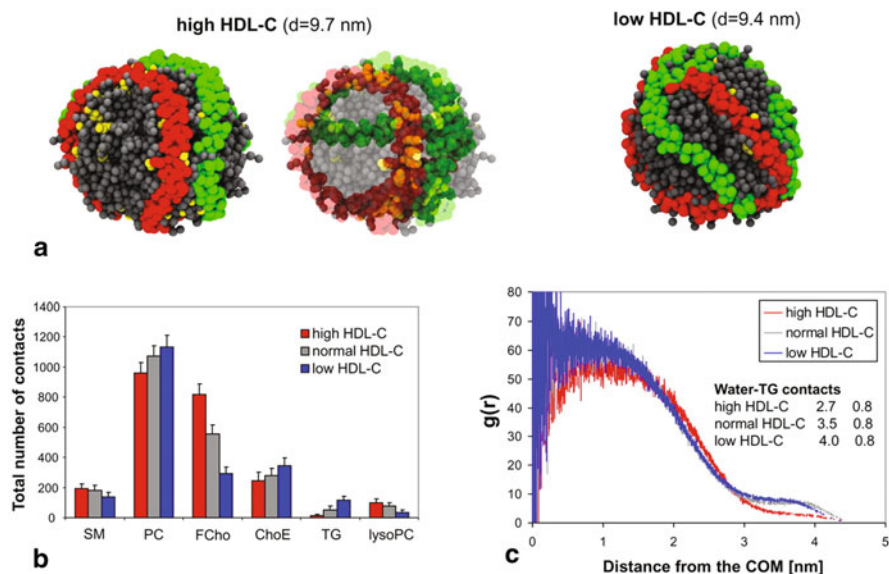 high HDL-C (d=9.7 nm)
low HDL-C (d=9.4 nm)
a
Total number of contacts
1400
1200
1000
800
600
400
200
0
high HDL-C
normal HDL-C
low HDL-C
SM PC FCho ChoE TG lysoPC
b
g(r)
80
70
60
50
40
30
20
10
0
high HDL-C
normal HDL-C
low HDL-C
Water-TG contacts
high HDL-C 2.7 0.8
normal HDL-C 3.5 0.8
low HDL-C 4.0 0.8
0 1 2 3 4 5
Distance from the COM [nm]
c